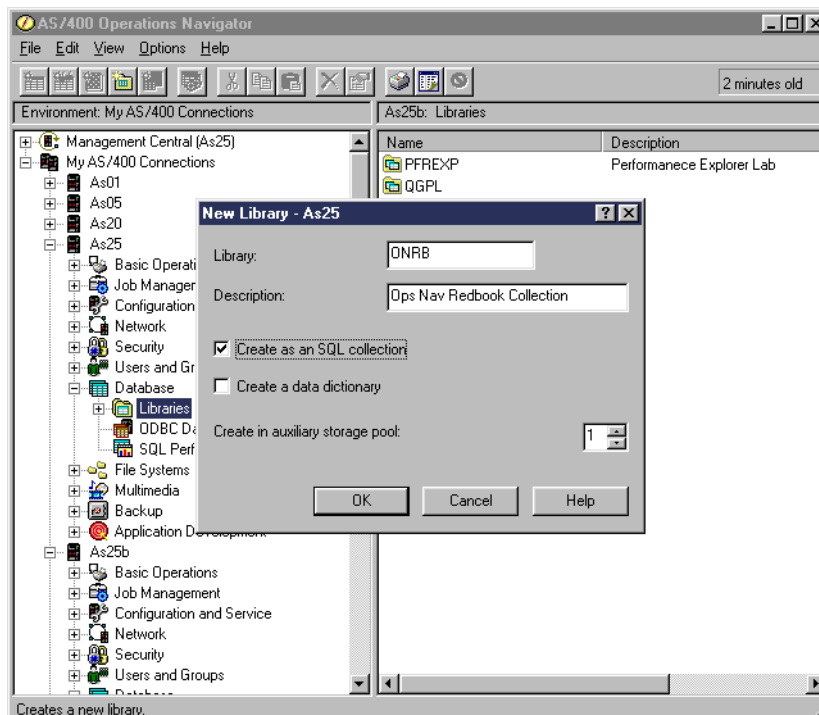 AS/400 Operations Navigator
File Edit View Options Help
2 minutes old
Environment: My AS/400 Connections
As25b: Libraries
Name Description
Management Central (As25)
My AS/400 Connections
As01
As05
As20
As25
Basic Operati
Job Manager
Configuration
Network
Security
Users and Gr
Database
Libraries
ODBC Da
SQL Perf
File Systems
Multimedia
Backup
Application Development
As25b
Basic Operations
Job Management
Configuration and Service
Network
Security
Users and Groups
Database
PFREXP Performanece Explorer Lab
QGPL
New Library - As25
Library: ONRB
Description: Ops Nav Redbook Collection
Create as an SQL collection
Create a data dictionary
Create in auxiliary storage pool: 1
OK Cancel Help
Creates a new library.